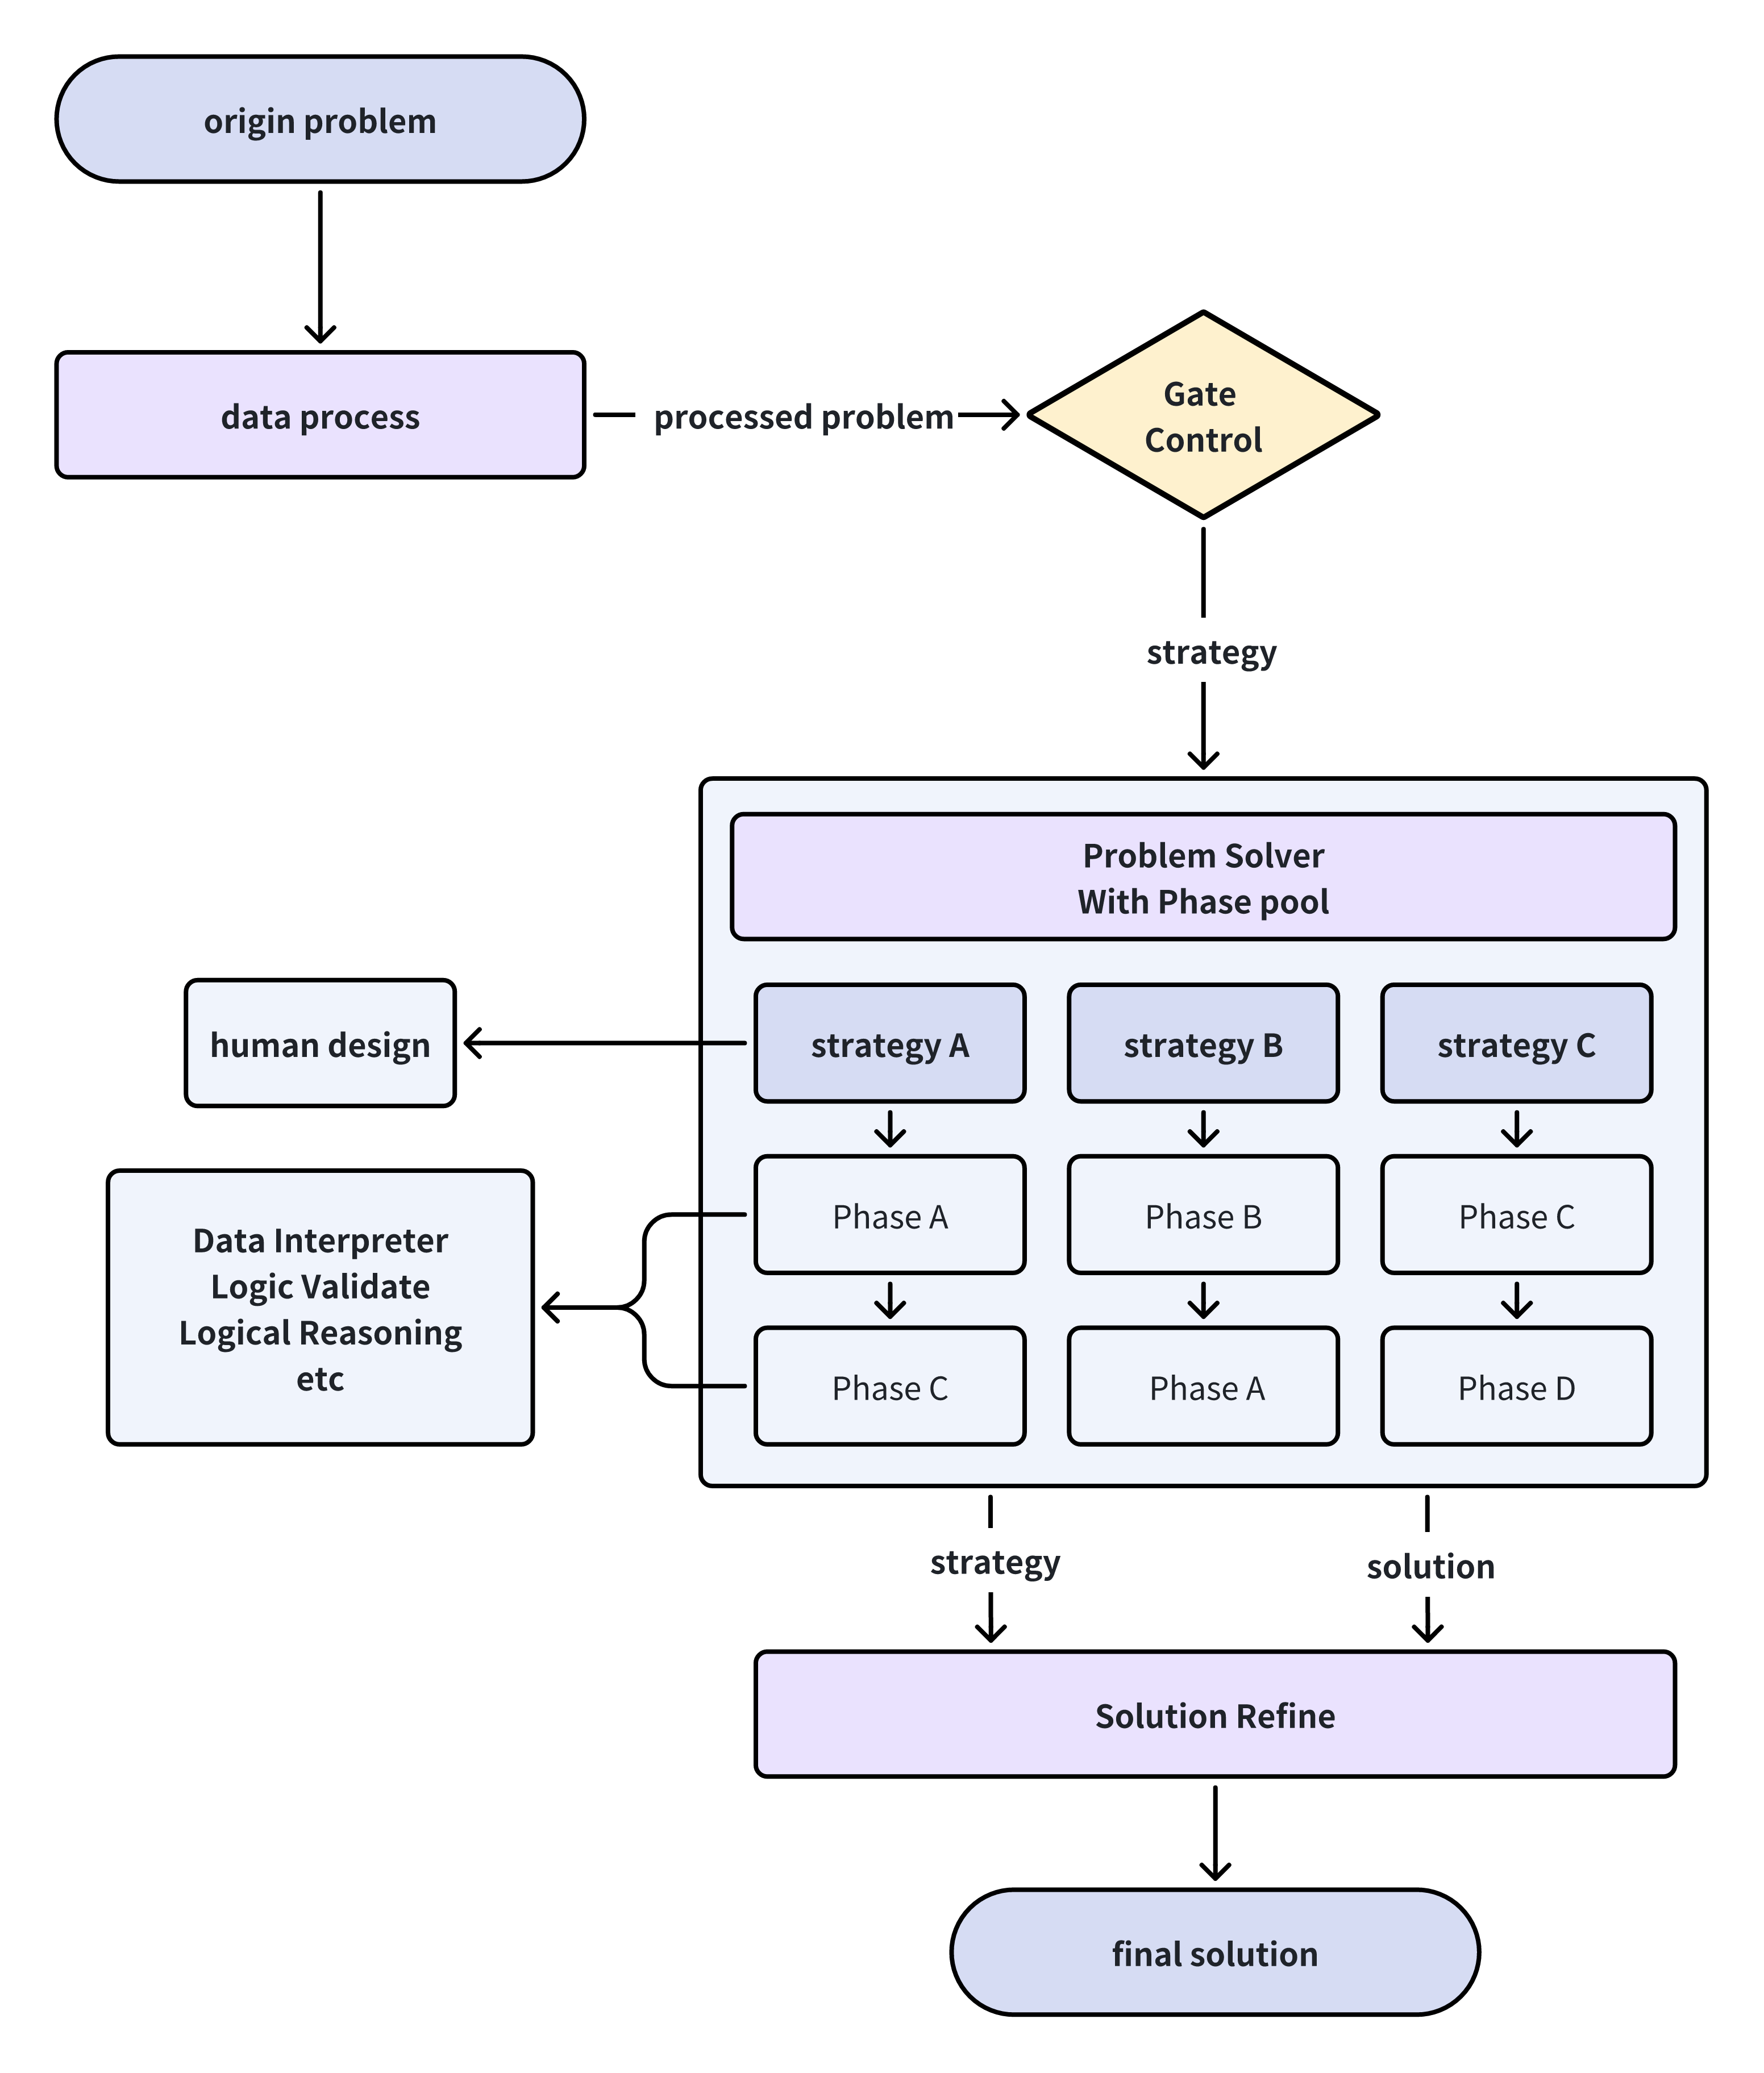 origin problem
data process
processed problem
Gate
Control
strategy
Problem Solver
With Phase pool
human design
strategy A
strategy B
strategy C
Data Interpreter
Logic Validate
Logical Reasoning
etc
Phase A
Phase B
Phase C
Phase C
Phase A
Phase D
strategy
solution
Solution Refine
final solution